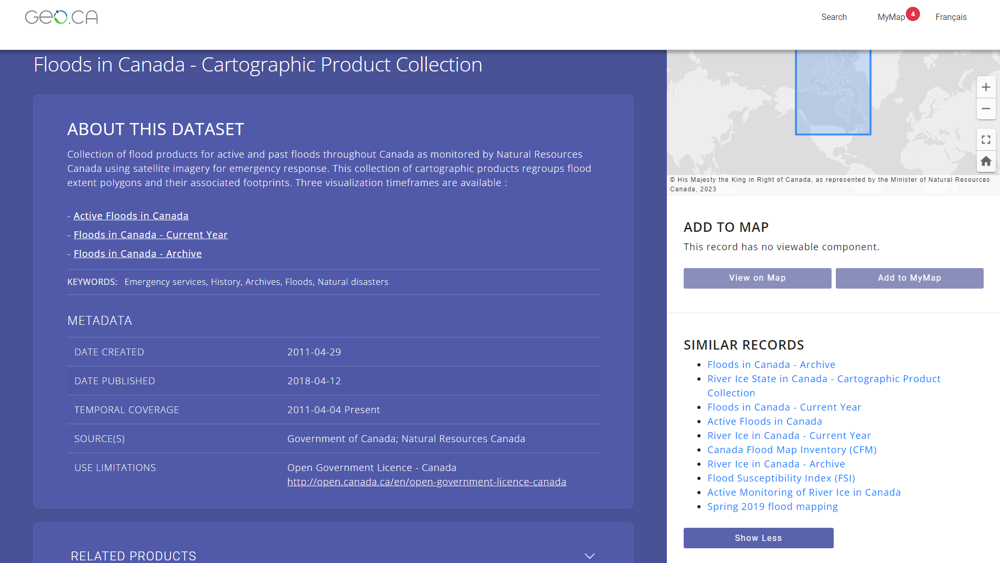 GEO.CA
Search
MyMap 4
Français
Floods in Canada - Cartographic Product Collection
ABOUT THIS DATASET
Collection of flood products for active and past floods throughout Canada as monitored by Natural Resources
Canada using satellite imagery for emergency response. This collection of cartographic products regroups flood
extent polygons and their associated footprints. Three visualization timeframes are available :
- Active Floods in Canada
- Floods in Canada - Current Year
- Floods in Canada - Archive
KEYWORDS: Emergency services, History, Archives, Floods, Natural disasters
METADATA
DATE CREATED 2011-04-29
DATE PUBLISHED 2018-04-12
TEMPORAL COVERAGE 2011-04-04 Present
SOURCE(S) Government of Canada; Natural Resources Canada
USE LIMITATIONS Open Government Licence - Canada
http://open.canada.ca/en/open-government-licence-canada
RELATED PRODUCTS
+
−
© His Majesty the King in Right of Canada, as represented by the Minister of Natural Resources
Canada, 2023
ADD TO MAP
This record has no viewable component.
View on Map
Add to MyMap
SIMILAR RECORDS
• Floods in Canada - Archive
• River Ice State in Canada - Cartographic Product
Collection
• Floods in Canada - Current Year
• Active Floods in Canada
• River Ice in Canada - Current Year
• Canada Flood Map Inventory (CFM)
• River Ice in Canada - Archive
• Flood Susceptibility Index (FSI)
• Active Monitoring of River Ice in Canada
• Spring 2019 flood mapping
Show Less